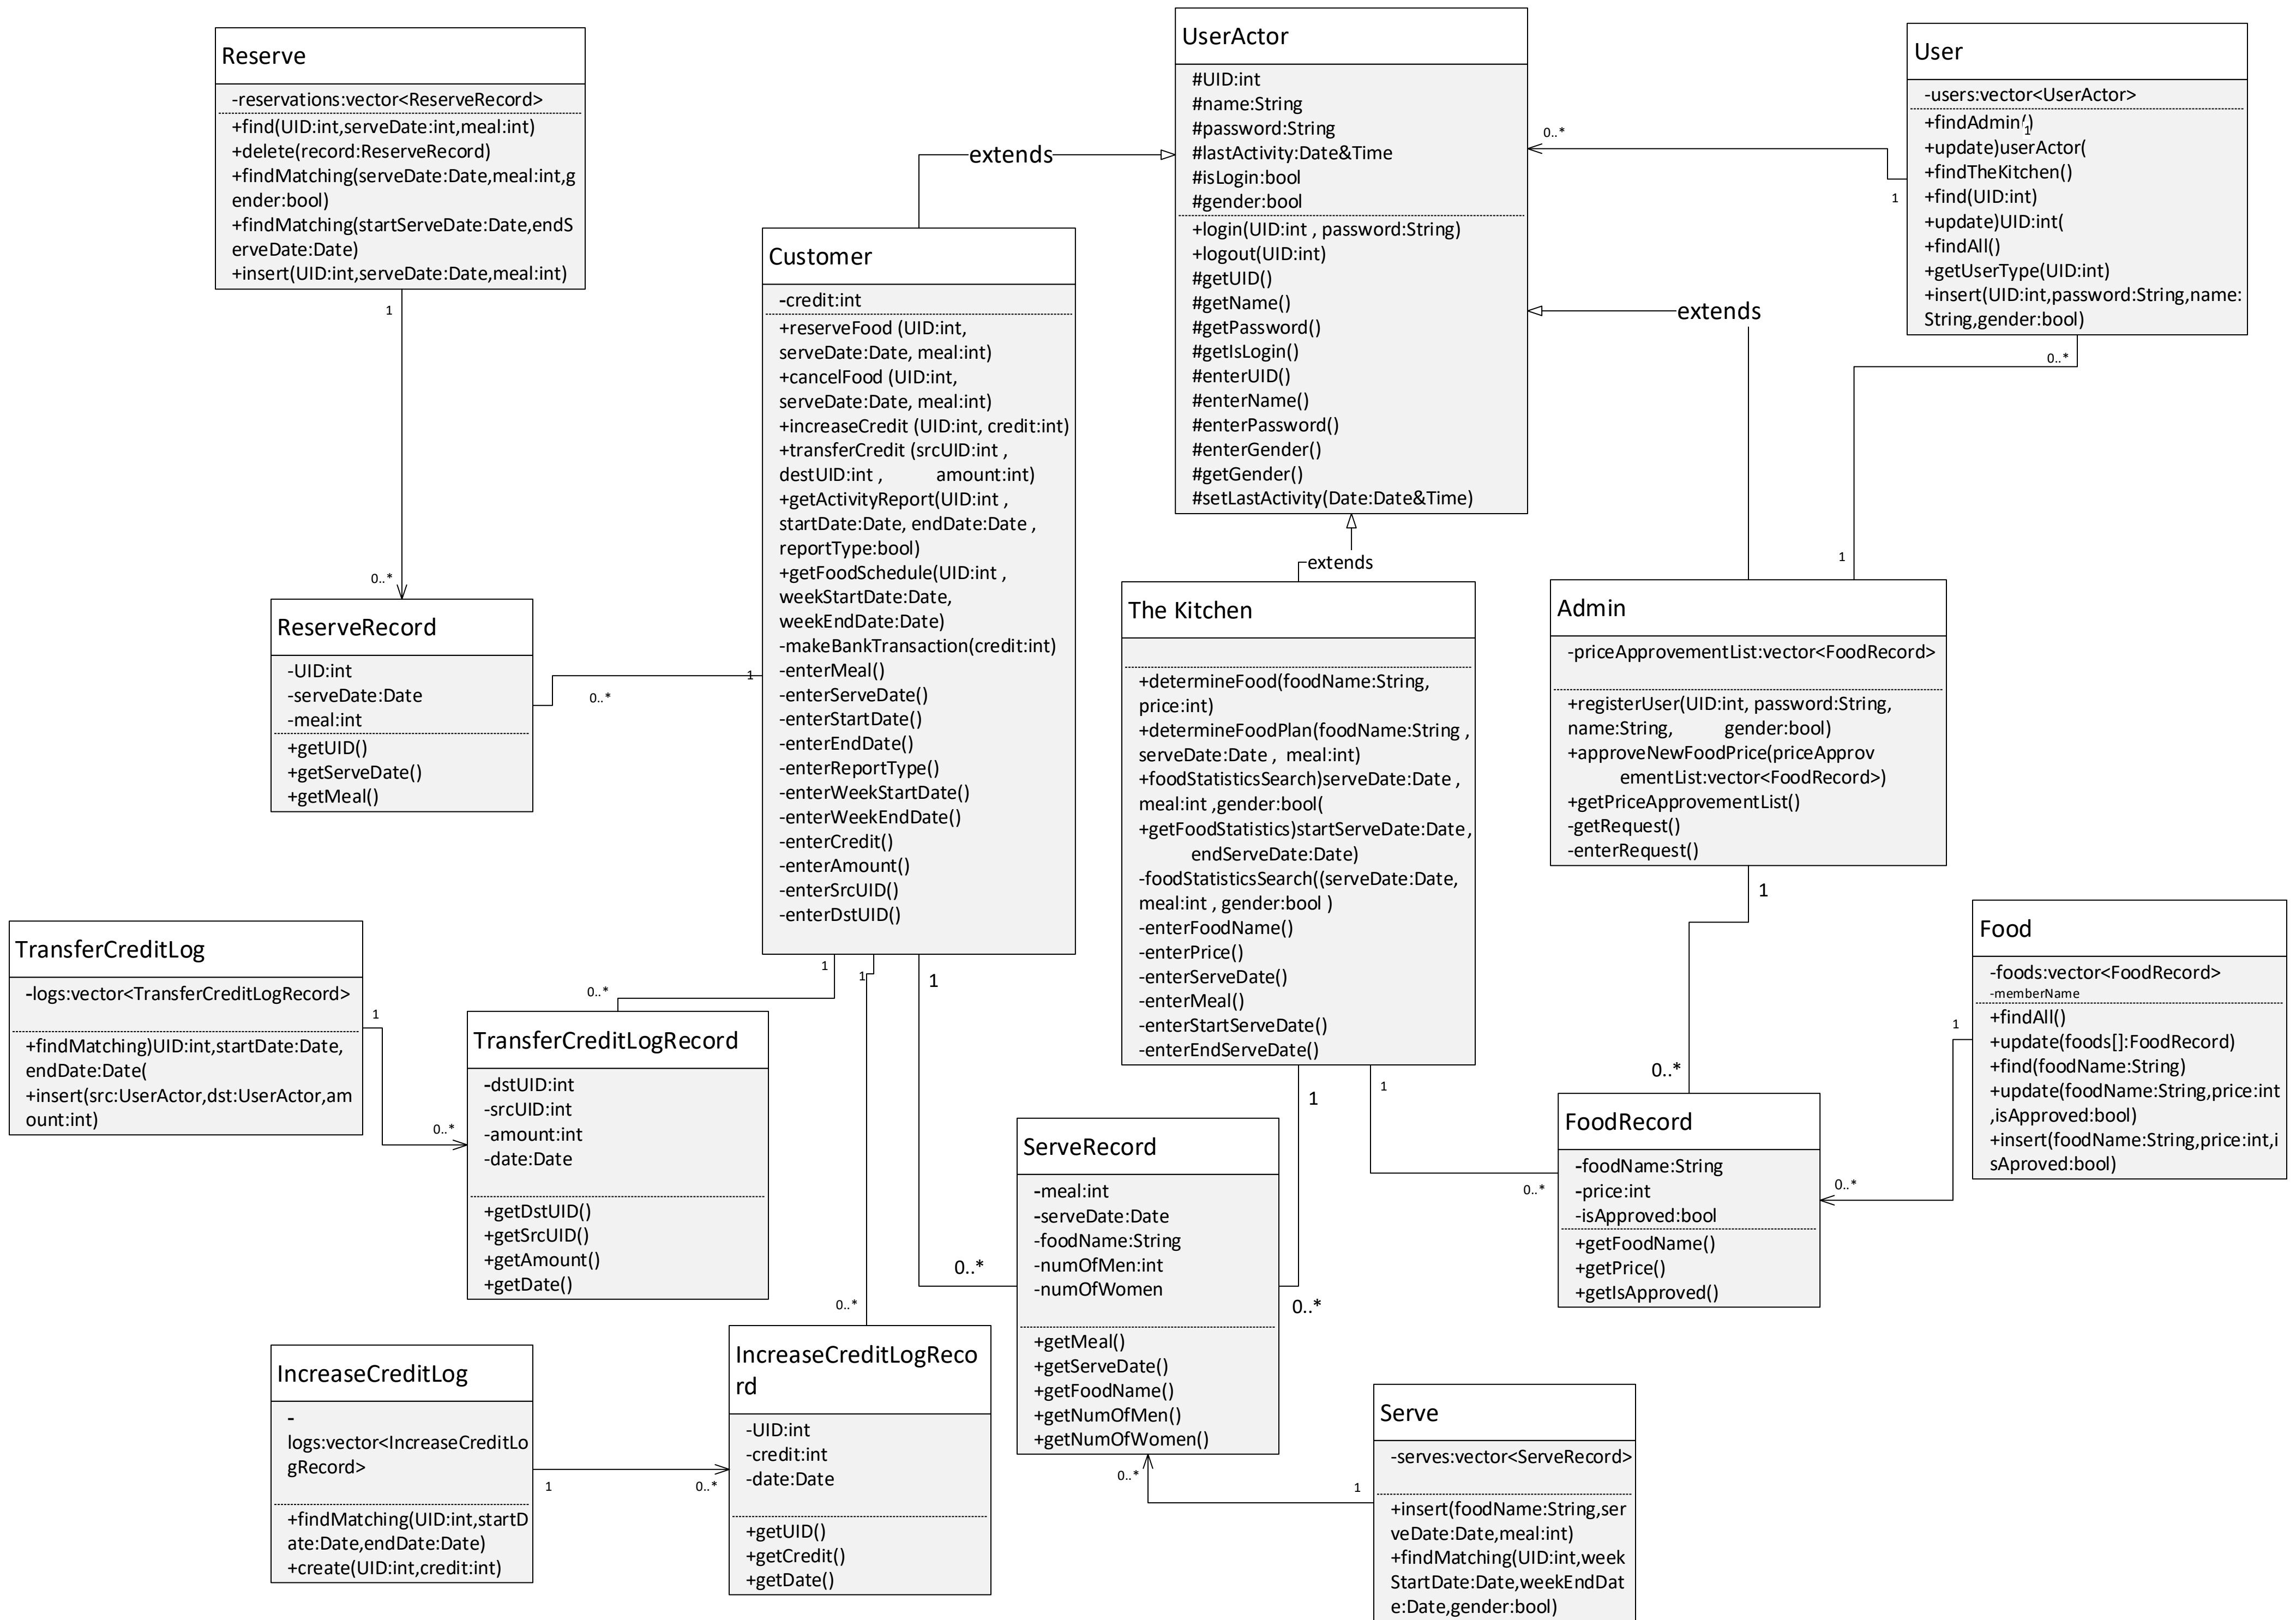 Reserve
-reservations:vector<ReserveRecord>
+find(UID:int,serveDate:int,meal:int)
+delete(record:ReserveRecord)
+findMatching(serveDate:Date,meal:int,g
ender:bool)
+findMatching(startServeDate:Date,endS
erveDate:Date)
+insert(UID:int,serveDate:Date,meal:int)
1
0..*
ReserveRecord
-UID:int
-serveDate:Date
-meal:int
+getUID()
+getServeDate()
+getMeal()
0..*
1
extends
Customer
-credit:int
+reserveFood (UID:int,
serveDate:Date, meal:int)
+cancelFood (UID:int,
serveDate:Date, meal:int)
+increaseCredit (UID:int, credit:int)
+transferCredit (srcUID:int ,
destUID:int , amount:int)
+getActivityReport(UID:int ,
startDate:Date, endDate:Date ,
reportType:bool)
+getFoodSchedule(UID:int ,
weekStartDate:Date,
weekEndDate:Date)
-makeBankTransaction(credit:int)
-enterMeal()
-enterServeDate()
-enterStartDate()
-enterEndDate()
-enterReportType()
-enterWeekStartDate()
-enterWeekEndDate()
-enterCredit()
-enterAmount()
-enterSrcUID()
-enterDstUID()
1
1
1
UserActor
#UID:int
#name:String
#password:String
#lastActivity:Date&Time
#isLogin:bool
#gender:bool
+login(UID:int , password:String)
+logout(UID:int)
#getUID()
#getName()
#getPassword()
#getIsLogin()
#enterUID()
#enterName()
#enterPassword()
#enterGender()
#getGender()
#setLastActivity(Date:Date&Time)
extends
0..*
1
extends
User
-users:vector<UserActor>
+findAdmin()
1
+update)userActor(
+findTheKitchen()
+find(UID:int)
+update)UID:int(
+findAll()
+getUserType(UID:int)
+insert(UID:int,password:String,name:
String,gender:bool)
0..*
1
The Kitchen
+determineFood(foodName:String,
price:int)
+determineFoodPlan(foodName:String ,
serveDate:Date , meal:int)
+foodStatisticsSearch)serveDate:Date ,
meal:int ,gender:bool(
+getFoodStatistics)startServeDate:Date,
endServeDate:Date)
-foodStatisticsSearch((serveDate:Date,
meal:int , gender:bool )
-enterFoodName()
-enterPrice()
-enterServeDate()
-enterMeal()
-enterStartServeDate()
-enterEndServeDate()
1
1
Admin
-priceApprovementList:vector<FoodRecord>
+registerUser(UID:int, password:String,
name:String, gender:bool)
+approveNewFoodPrice(priceApprov
ementList:vector<FoodRecord>)
+getPriceApprovementList()
-getRequest()
-enterRequest()
1
0..*
Food
-foods:vector<FoodRecord>
-memberName
+findAll()
+update(foods[]:FoodRecord)
+find(foodName:String)
+update(foodName:String,price:int
,isApproved:bool)
+insert(foodName:String,price:int,i
sAproved:bool)
1
0..*
FoodRecord
-foodName:String
-price:int
-isApproved:bool
+getFoodName()
+getPrice()
+getIsApproved()
0..*
TransferCreditLog
-logs:vector<TransferCreditLogRecord>
+findMatching)UID:int,startDate:Date,
endDate:Date(
+insert(src:UserActor,dst:UserActor,am
ount:int)
1
0..*
0..*
TransferCreditLogRecord
-dstUID:int
-srcUID:int
-amount:int
-date:Date
+getDstUID()
+getSrcUID()
+getAmount()
+getDate()
ServeRecord
-meal:int
-serveDate:Date
-foodName:String
-numOfMen:int
-numOfWomen
+getMeal()
+getServeDate()
+getFoodName()
+getNumOfMen()
+getNumOfWomen()
0..*
0..*
0..*
1
IncreaseCreditLog
-
logs:vector<IncreaseCreditLo
gRecord>
+findMatching(UID:int,startD
ate:Date,endDate:Date)
+create(UID:int,credit:int)
1
0..*
0..*
IncreaseCreditLogReco
rd
-UID:int
-credit:int
-date:Date
+getUID()
+getCredit()
+getDate()
Serve
-serves:vector<ServeRecord>
+insert(foodName:String,ser
veDate:Date,meal:int)
+findMatching(UID:int,week
StartDate:Date,weekEndDat
e:Date,gender:bool)